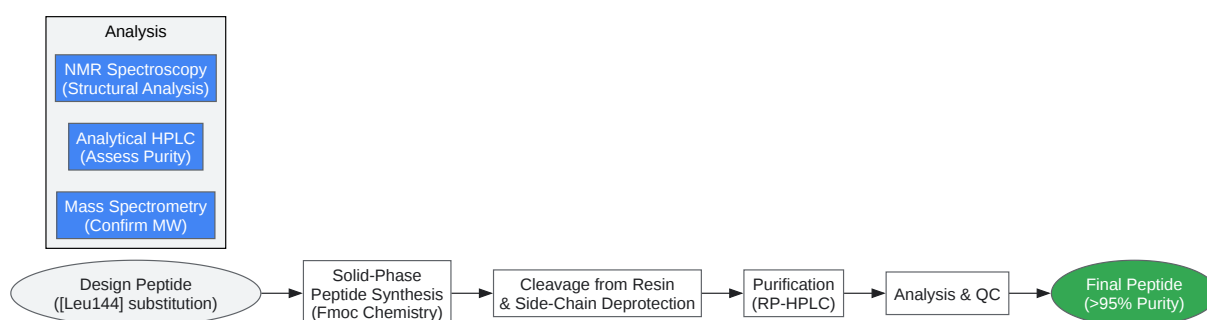 Analysis
NMR Spectroscopy
(Structural Analysis)
Analytical HPLC
(Assess Purity)
Mass Spectrometry
(Confirm MW)
Design Peptide
([Leu144] substitution)
Solid-Phase
Peptide Synthesis
(Fmoc Chemistry)
Cleavage from Resin
& Side-Chain Deprotection
Purification
(RP-HPLC)
Analysis & QC
Final Peptide
(>95% Purity)